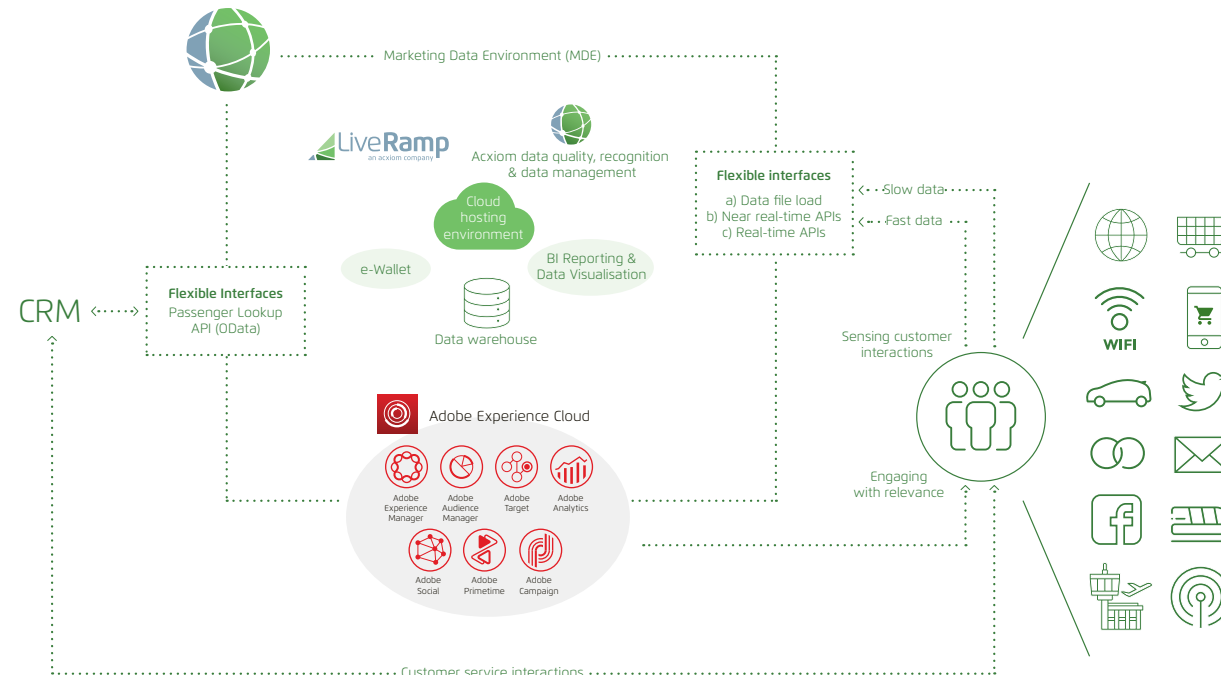 Marketing Data Environment (MDE)
LiveRamp
an acxiom company
Acxiom data quality, recognition
& data management
Cloud
hosting
environment
e-Wallet
BI Reporting &
Data Visualisation
Data warehouse
Flexible interfaces
a) Data file load
b) Near real-time APIs
c) Real-time APIs
Slow data
Fast data
CRM
Flexible Interfaces
Passenger Lookup
API (OData)
Sensing customer
interactions
WIFI
Adobe Experience Cloud
Adobe
Experience
Manager
Adobe
Audience
Manager
Adobe
Target
Adobe
Analytics
Adobe
Social
Adobe
Primetime
Adobe
Campaign
Engaging
with relevance
Customer service interactions